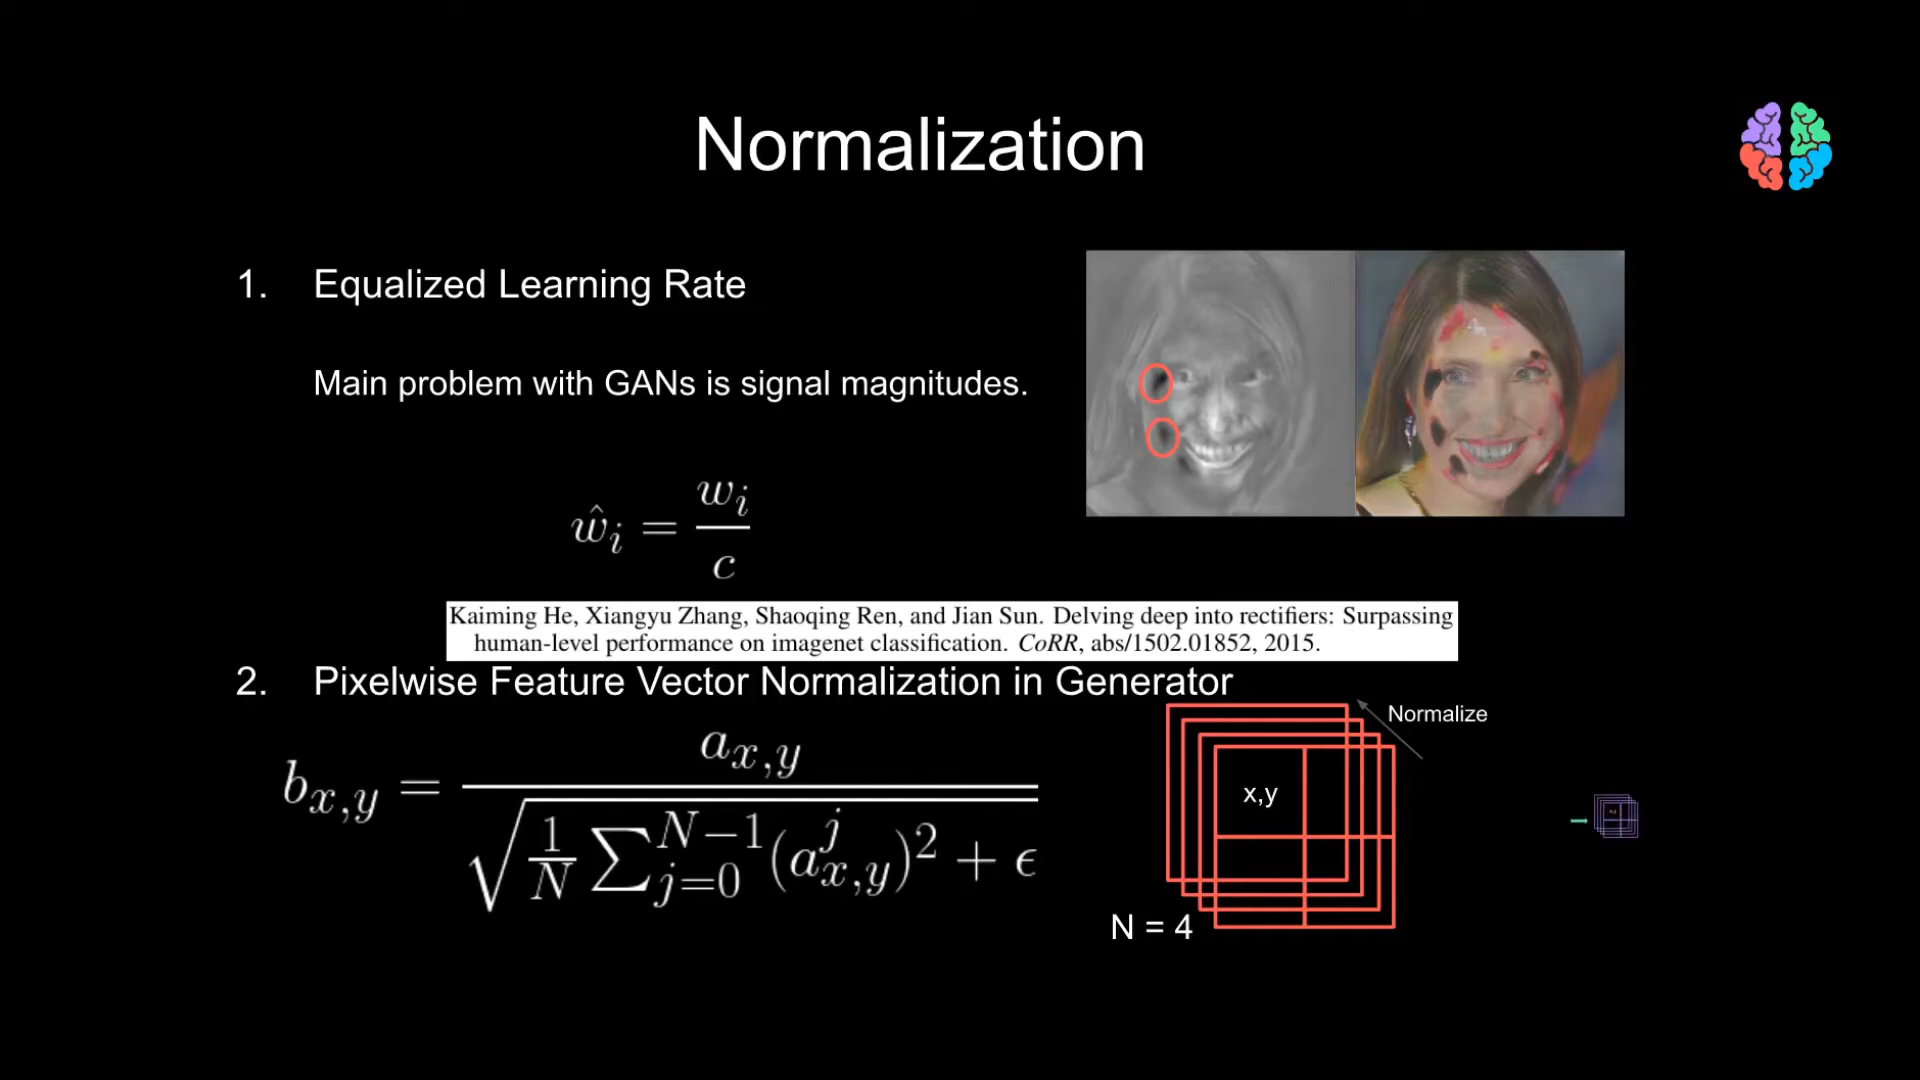 Normalization
1. Equalized Learning Rate
Main problem with GANs is signal magnitudes.
ŵ_i = w_i / c
Kaiming He, Xiangyu Zhang, Shaoqing Ren, and Jian Sun. Delving deep into rectifiers: Surpassing
human-level performance on imagenet classification. CoRR, abs/1502.01852, 2015.
2. Pixelwise Feature Vector Normalization in Generator
b_{x,y} = a_{x,y} / √(1/N ∑_{j=0}^{N−1} (a^j_{x,y})^2 + ϵ)
Normalize
x,y
N = 4